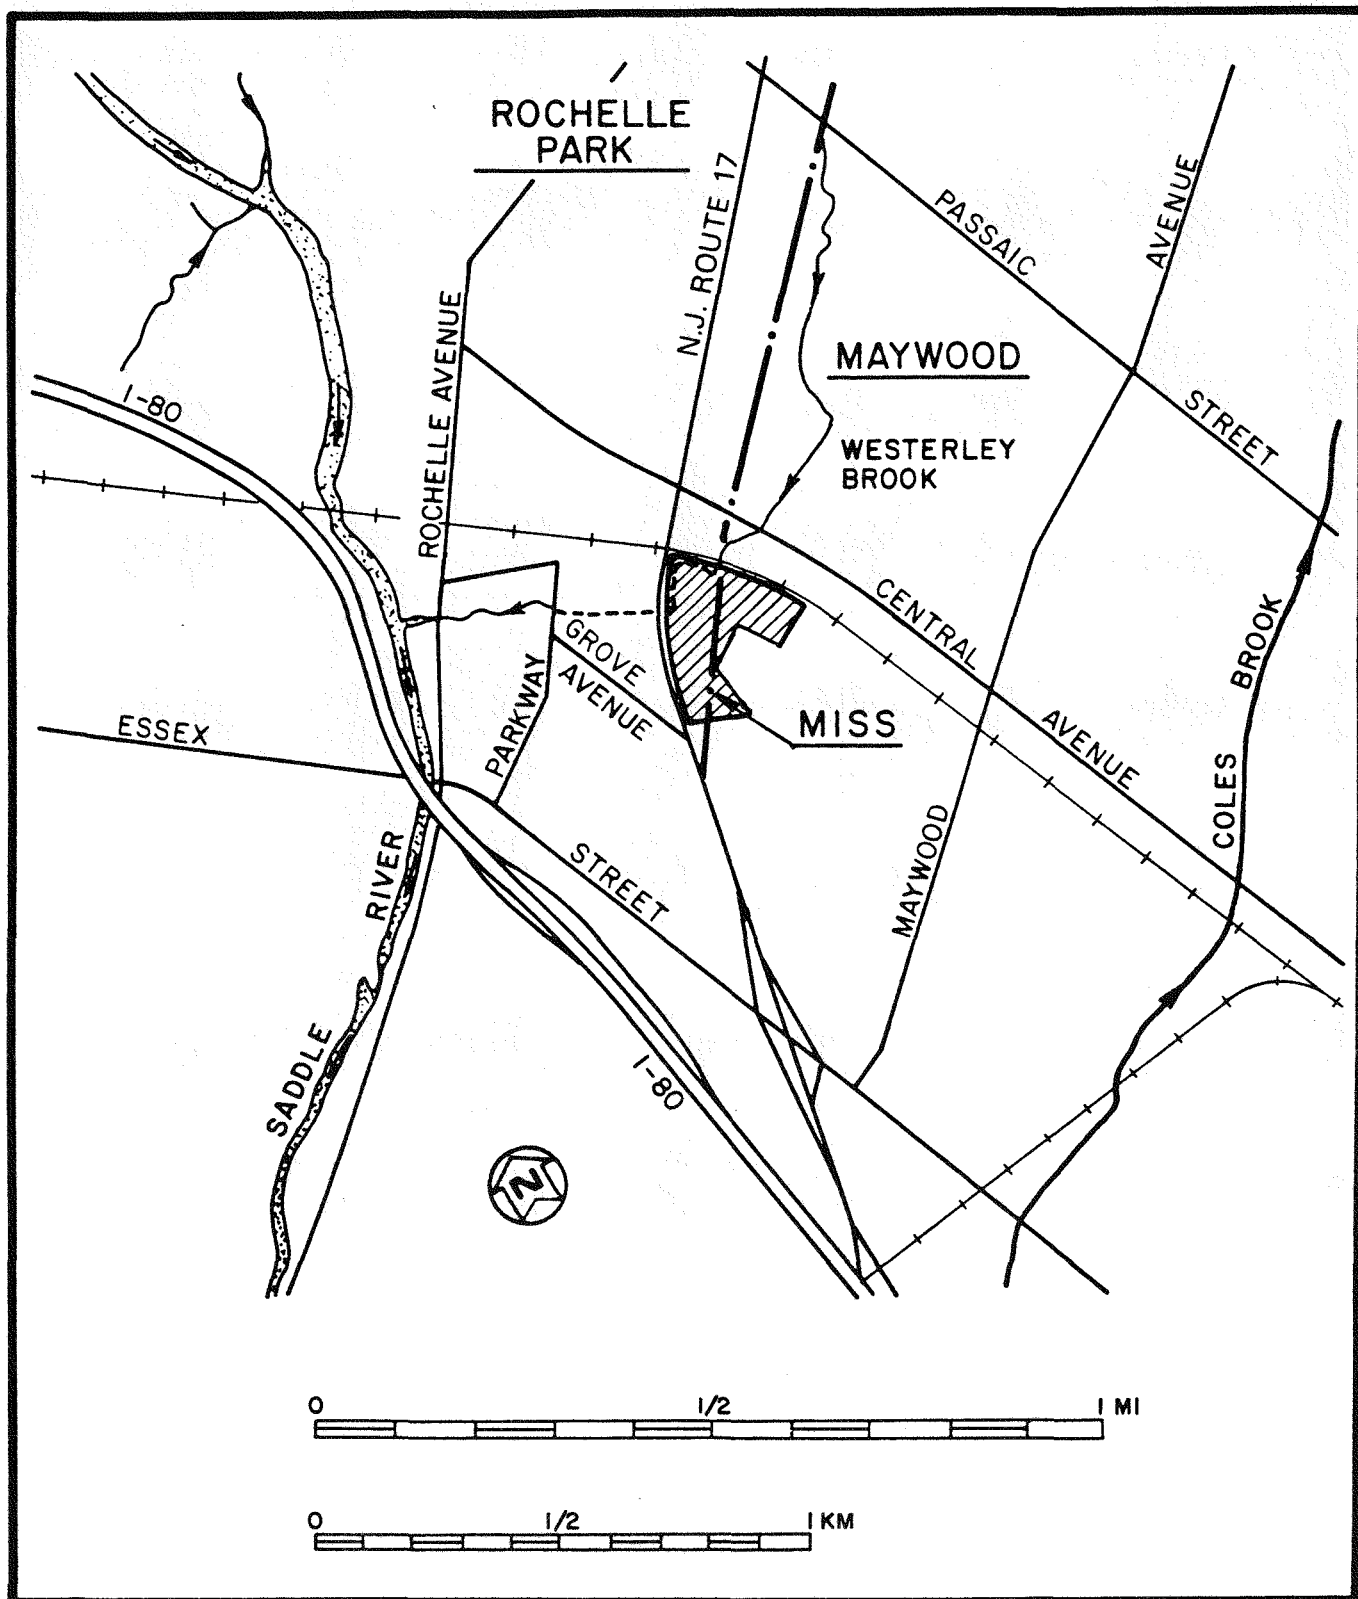 ROCHELLE
PARK
N.J. ROUTE 17
PASSAIC
STREET
AVENUE
MAYWOOD
ROCHELLE AVENUE
I-80
WESTERLEY
BROOK
CENTRAL
AVENUE
BROOK
COLES
GROVE
AVENUE
PARKWAY
MISS
ESSEX
STREET
MAYWOOD
RIVER
SADDLE
I-80
N
0 1/2 1 MI
0 1/2 1 KM